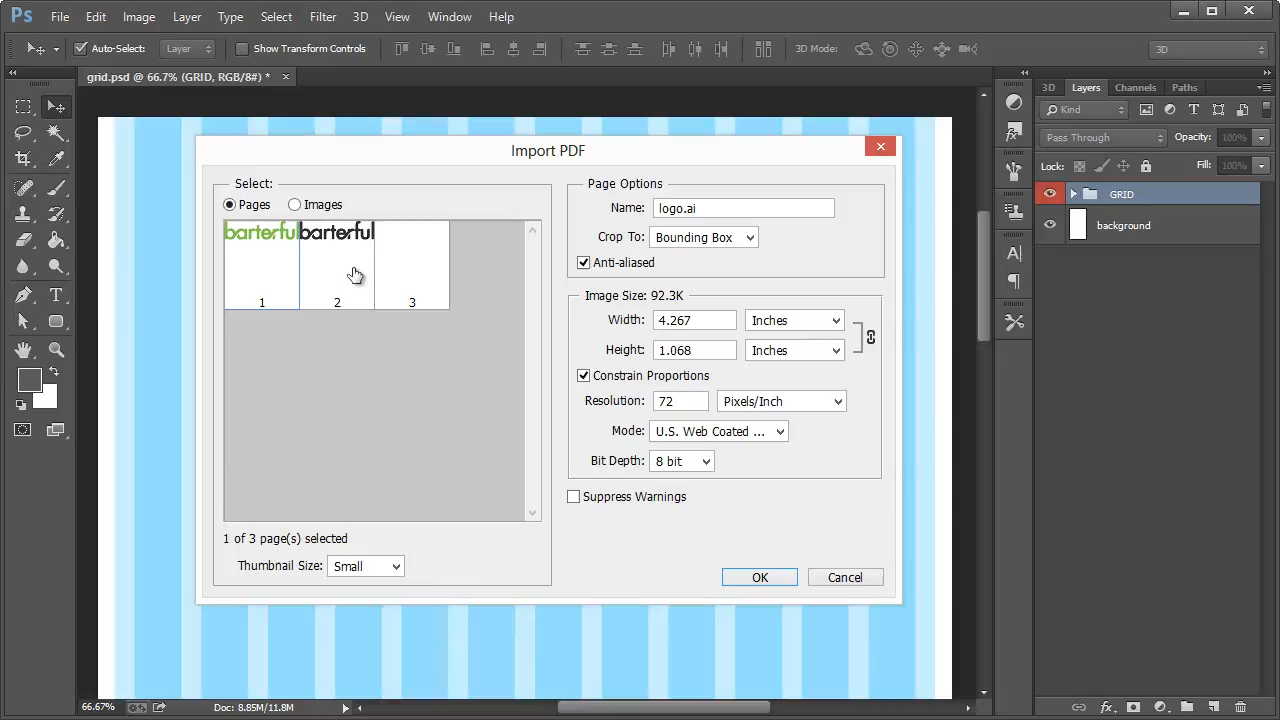 Ps File Edit Image Layer Type Select Filter 3D View Window Help
Auto-Select: Layer Show Transform Controls 3D Mode: 3D
grid.psd @ 66.7% (GRID, RGB/8#) *
3D Layers Channels Paths
Kind
Pass Through Opacity: 100%
Lock: Fill: 100%
GRID
background
Import PDF
Select:
Pages Images
barterful barterful
1 2 3
1 of 3 page(s) selected
Thumbnail Size: Small
Page Options
Name: logo.ai
Crop To: Bounding Box
Anti-aliased
Image Size: 92.3K
Width: 4.267 Inches
Height: 1.068 Inches
Constrain Proportions
Resolution: 72 Pixels/Inch
Mode: U.S. Web Coated ...
Bit Depth: 8 bit
Suppress Warnings
OK Cancel
66.67% Doc: 8.85M/11.8M